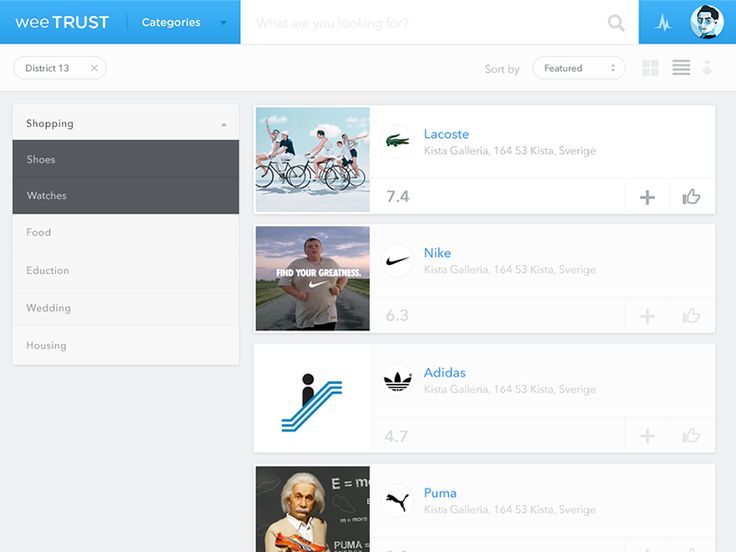 wee TRUST
Categories
What are you looking for?
District 13
Sort by
Featured
Shopping
Shoes
Watches
Food
Eduction
Wedding
Housing
Lacoste
Kista Galleria, 164 53 Kista, Sverige
7.4
FIND YOUR GREATNESS.
Nike
Kista Galleria, 164 53 Kista, Sverige
6.3
Adidas
Kista Galleria, 164 53 Kista, Sverige
4.7
E = m
m = more
PUMA =
Puma
Kista Galleria, 164 53 Kista, Sverige